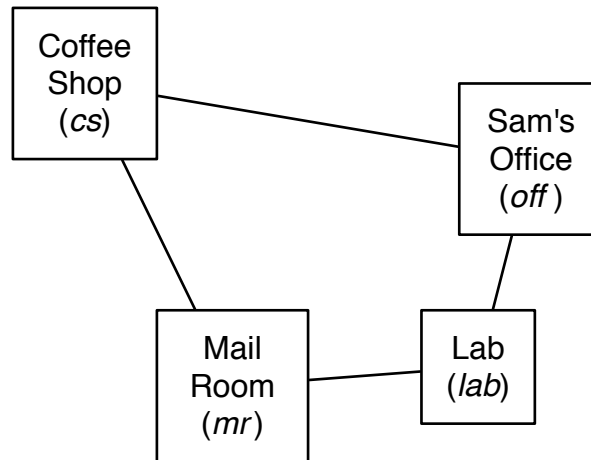 Coffee
Shop
(cs)
Sam's
Office
(off )
Mail
Room
(mr)
Lab
(lab)